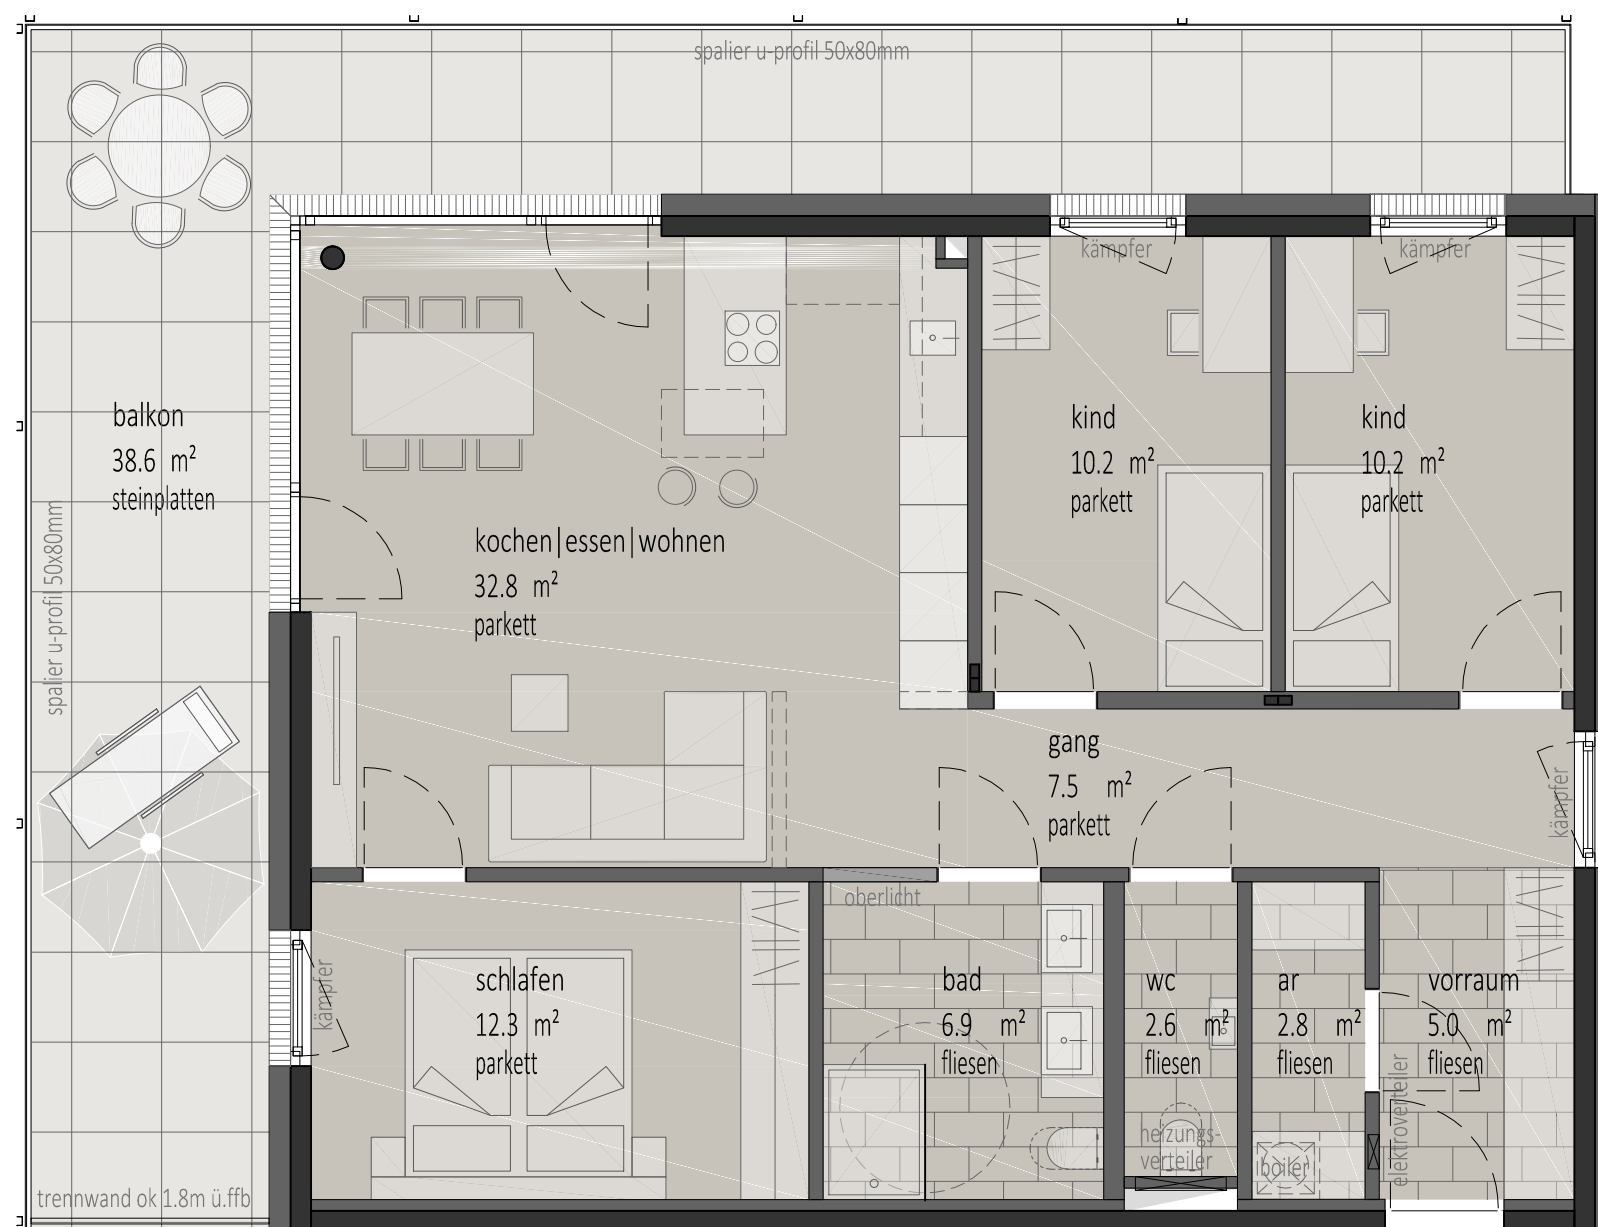 spalier u-profil 50x80mm
kämpfer
kämpfer
balkon
38.6 m²
steinplatten
spalier u-profil 50x80mm
kind
10.2 m²
parkett
kind
10.2 m²
parkett
kochen|essen|wohnen
32.8 m²
parkett
gang
7.5 m²
parkett
kämpfer
oberlicht
schlafen
12.3 m²
parkett
kämpfer
bad
6.9 m²
fliesen
wc
2.6 m²
fliesen
ar
2.8 m²
fliesen
vorraum
5.0 m²
fliesen
heizungs-
verteiler
boiler
elektroverteiler
trennwand ok 1.8m ü.ffb